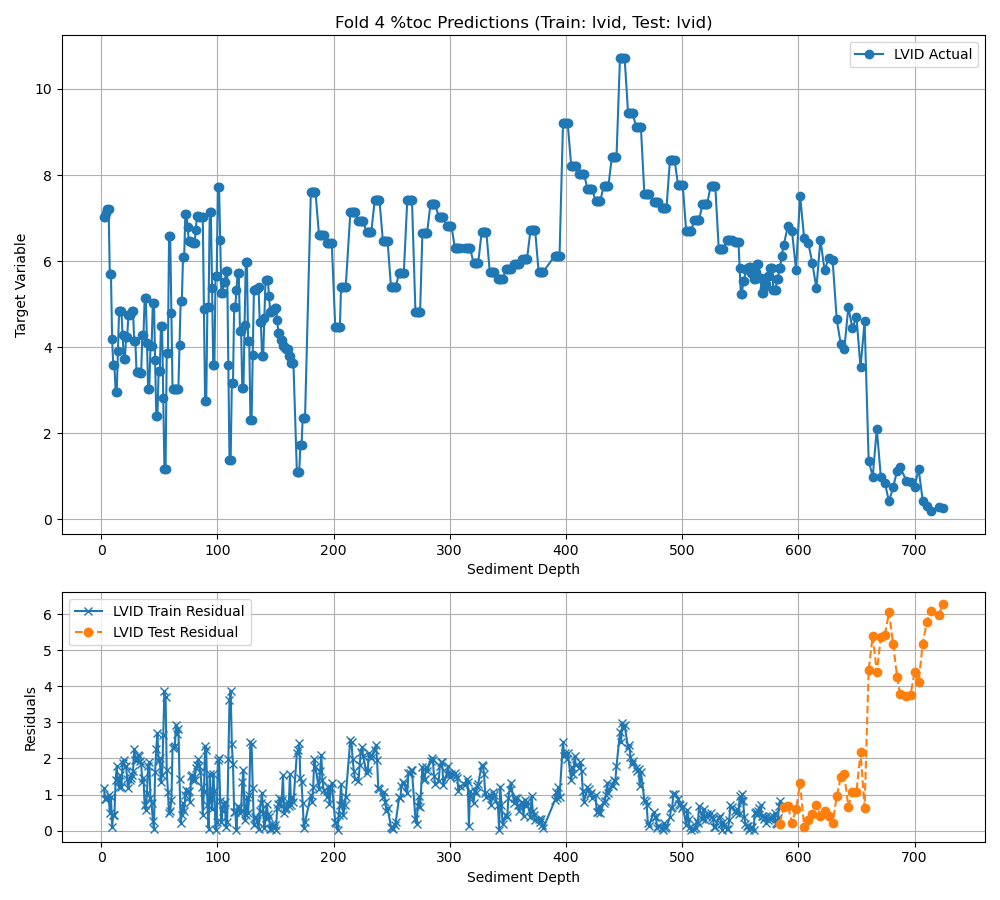 Fold 4 %toc Predictions (Train: lvid, Test: lvid)
LVID Actual
Target Variable
10
8
6
4
2
0
0 100 200 300 400 500 600 700
Sediment Depth
LVID Train Residual
LVID Test Residual
Residuals
6
5
4
3
2
1
0
0 100 200 300 400 500 600 700
Sediment Depth